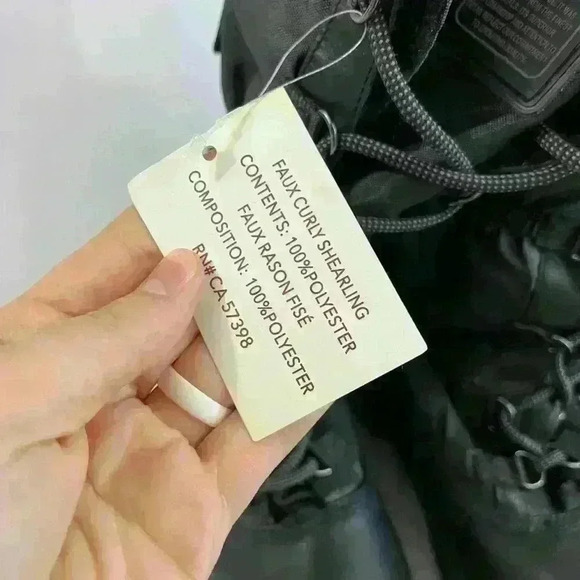 FAUX CURLY SHEARLING
CONTENTS: 100%POLYESTER
FAUX RASON FISÉ
COMPOSITION: 100%POLYESTER
RN# CA 57398